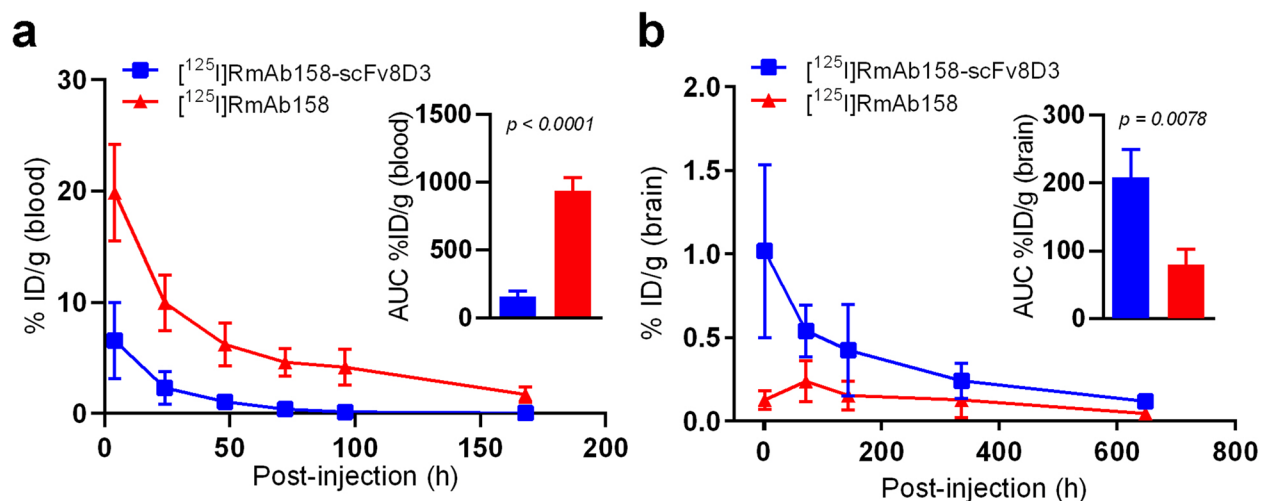 a
[¹²⁵I]RmAb158-scFv8D3
[¹²⁵I]RmAb158
% ID/g (blood)
30
20
10
0
0 50 100 150 200
Post-injection (h)
AUC %ID/g (blood)
1500
1000
500
0
p < 0.0001
b
[¹²⁵I]RmAb158-scFv8D3
[¹²⁵I]RmAb158
% ID/g (brain)
2.0
1.5
1.0
0.5
0.0
0 200 400 600 800
Post-injection (h)
AUC %ID/g (brain)
300
200
100
0
p = 0.0078